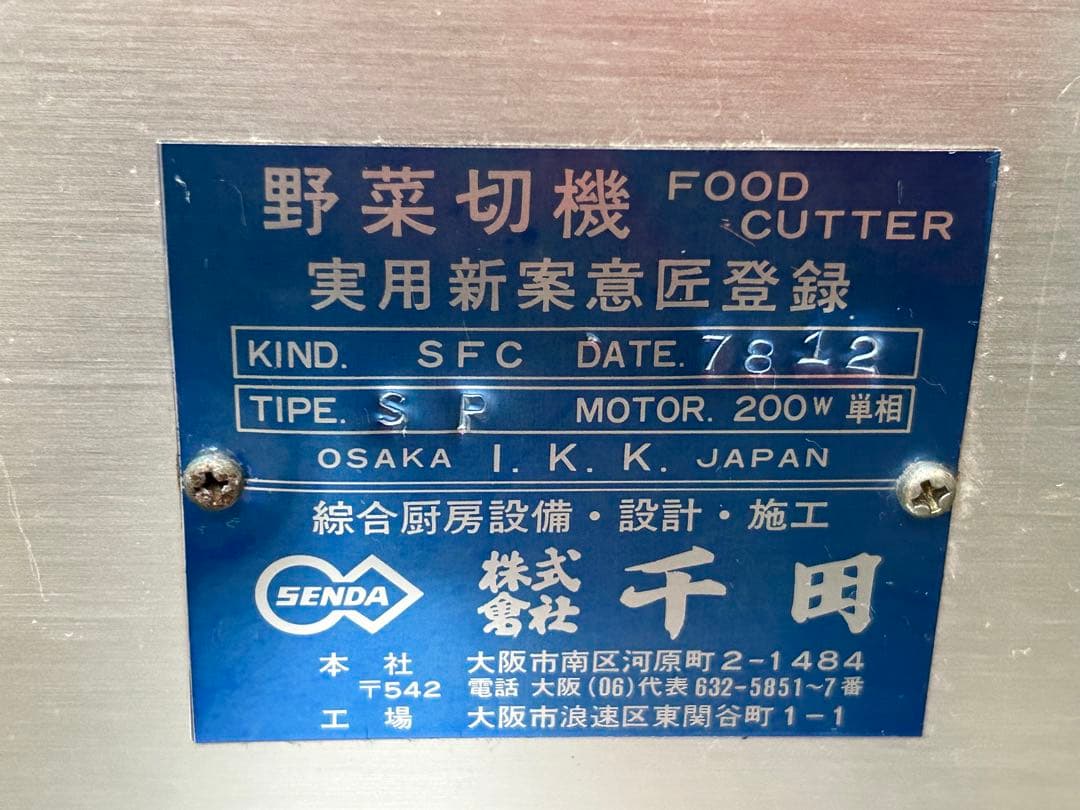 野菜切機 FOOD CUTTER
実用新案意匠登録
KIND. SFC DATE. 7812
TIPE. SP MOTOR. 200W 単相
OSAKA I.K.K. JAPAN
綜合厨房設備・設計・施工
SENDA 株式會社 千田
本社 大阪市南区河原町2-1484
〒542 電話 大阪(06)代表632-5851~7番
工場 大阪市浪速区東関谷町1-1